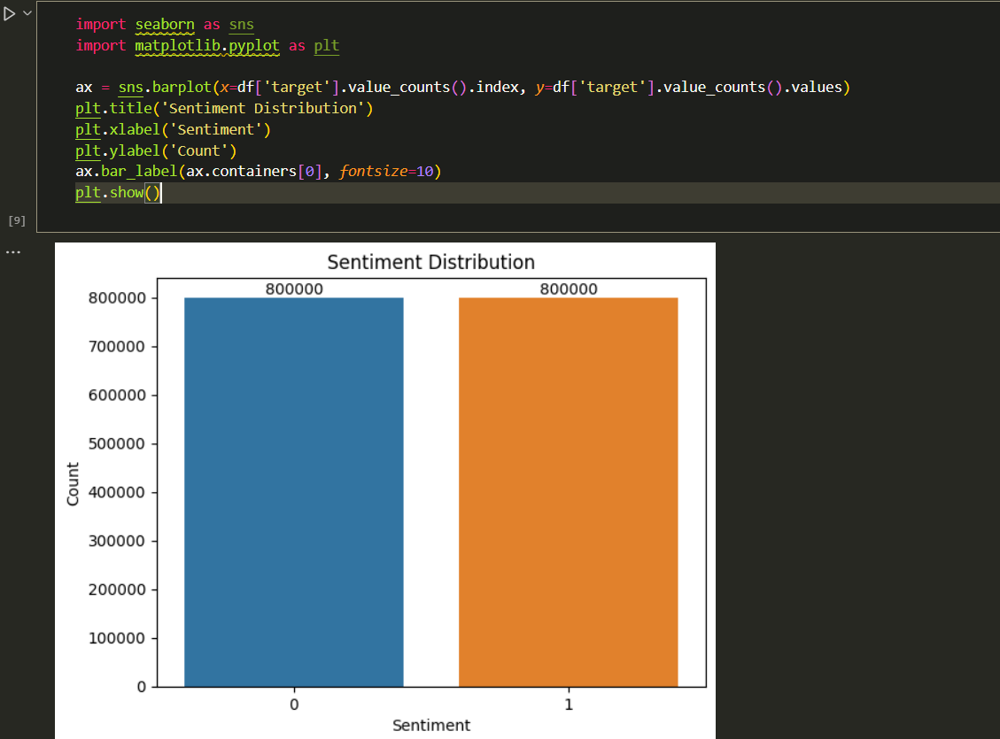 import seaborn as sns
import matplotlib.pyplot as plt
ax = sns.barplot(x=df['target'].value_counts().index, y=df['target'].value_counts().values)
plt.title('Sentiment Distribution')
plt.xlabel('Sentiment')
plt.ylabel('Count')
ax.bar_label(ax.containers[0], fontsize=10)
plt.show()
[9]
...
Sentiment Distribution
800000 800000
800000
700000
600000
500000
400000
300000
200000
100000
0
Count
0 1
Sentiment